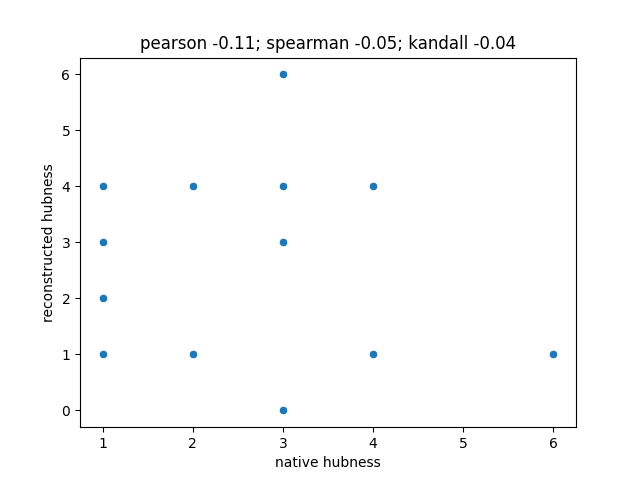 pearson -0.11; spearman -0.05; kandall -0.04
6
5
4
3
2
1
0
reconstructed hubness
1 2 3 4 5 6
native hubness